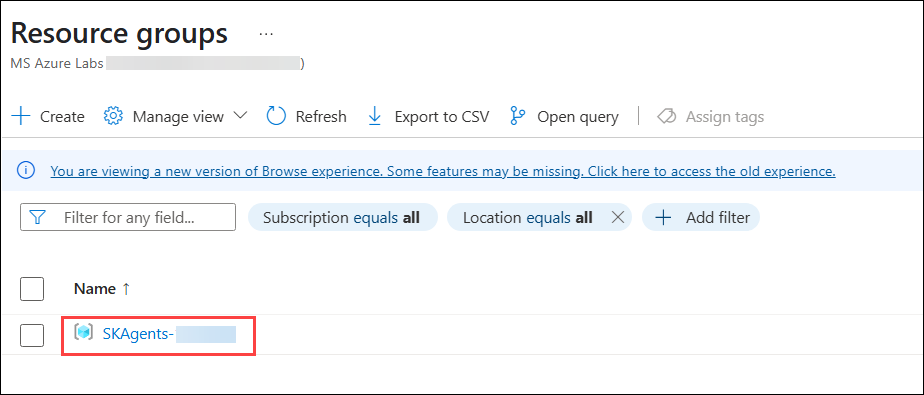 Resource groups ...
MS Azure Labs )
Create Manage view Refresh Export to CSV Open query Assign tags
You are viewing a new version of Browse experience. Some features may be missing. Click here to access the old experience.
Filter for any field... Subscription equals all Location equals all Add filter
Name ↑
SKAgents-